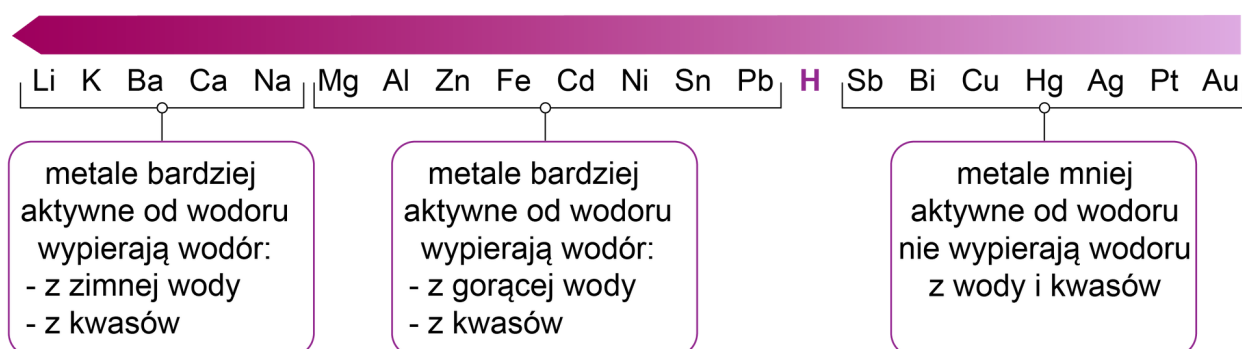 Li K Ba Ca Na Mg Al Zn Fe Cd Ni Sn Pb H Sb Bi Cu Hg Ag Pt Au
metale bardziej
aktywne od wodoru
wypierają wodór:
- z zimnej wody
- z kwasów
metale bardziej
aktywne od wodoru
wypierają wodór:
- z gorącej wody
- z kwasów
metale mniej
aktywne od wodoru
nie wypierają wodoru
z wody i kwasów